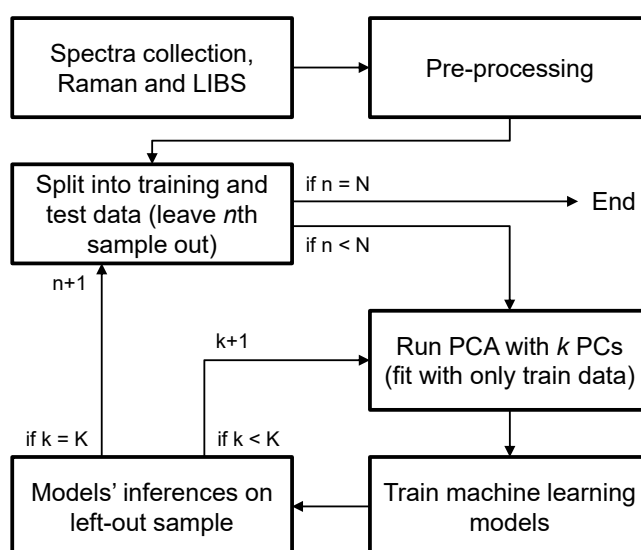 Spectra collection,
Raman and LIBS
Pre-processing
Split into training and
test data (leave nth
sample out)
if n = N
End
if n < N
n+1
k+1
Run PCA with k PCs
(fit with only train data)
if k = K
if k < K
Models’ inferences on
left-out sample
Train machine learning
models